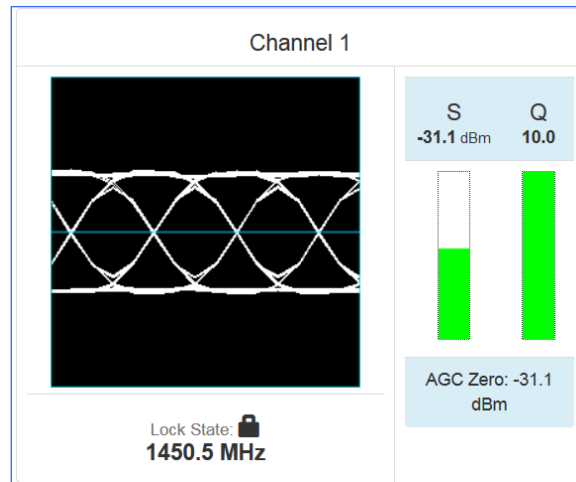 Channel 1
S Q
-31.1 dBm 10.0
AGC Zero: -31.1
dBm
Lock State:
1450.5 MHz